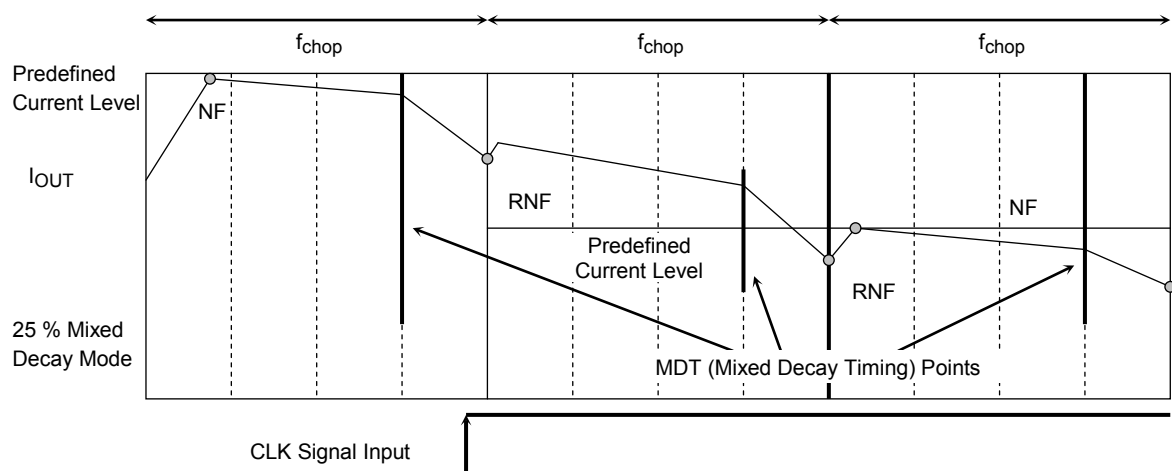 fchop
fchop
fchop
Predefined
Current Level
NF
IOUT
RNF
NF
Predefined
Current Level
RNF
25 % Mixed
Decay Mode
MDT (Mixed Decay Timing) Points
CLK Signal Input